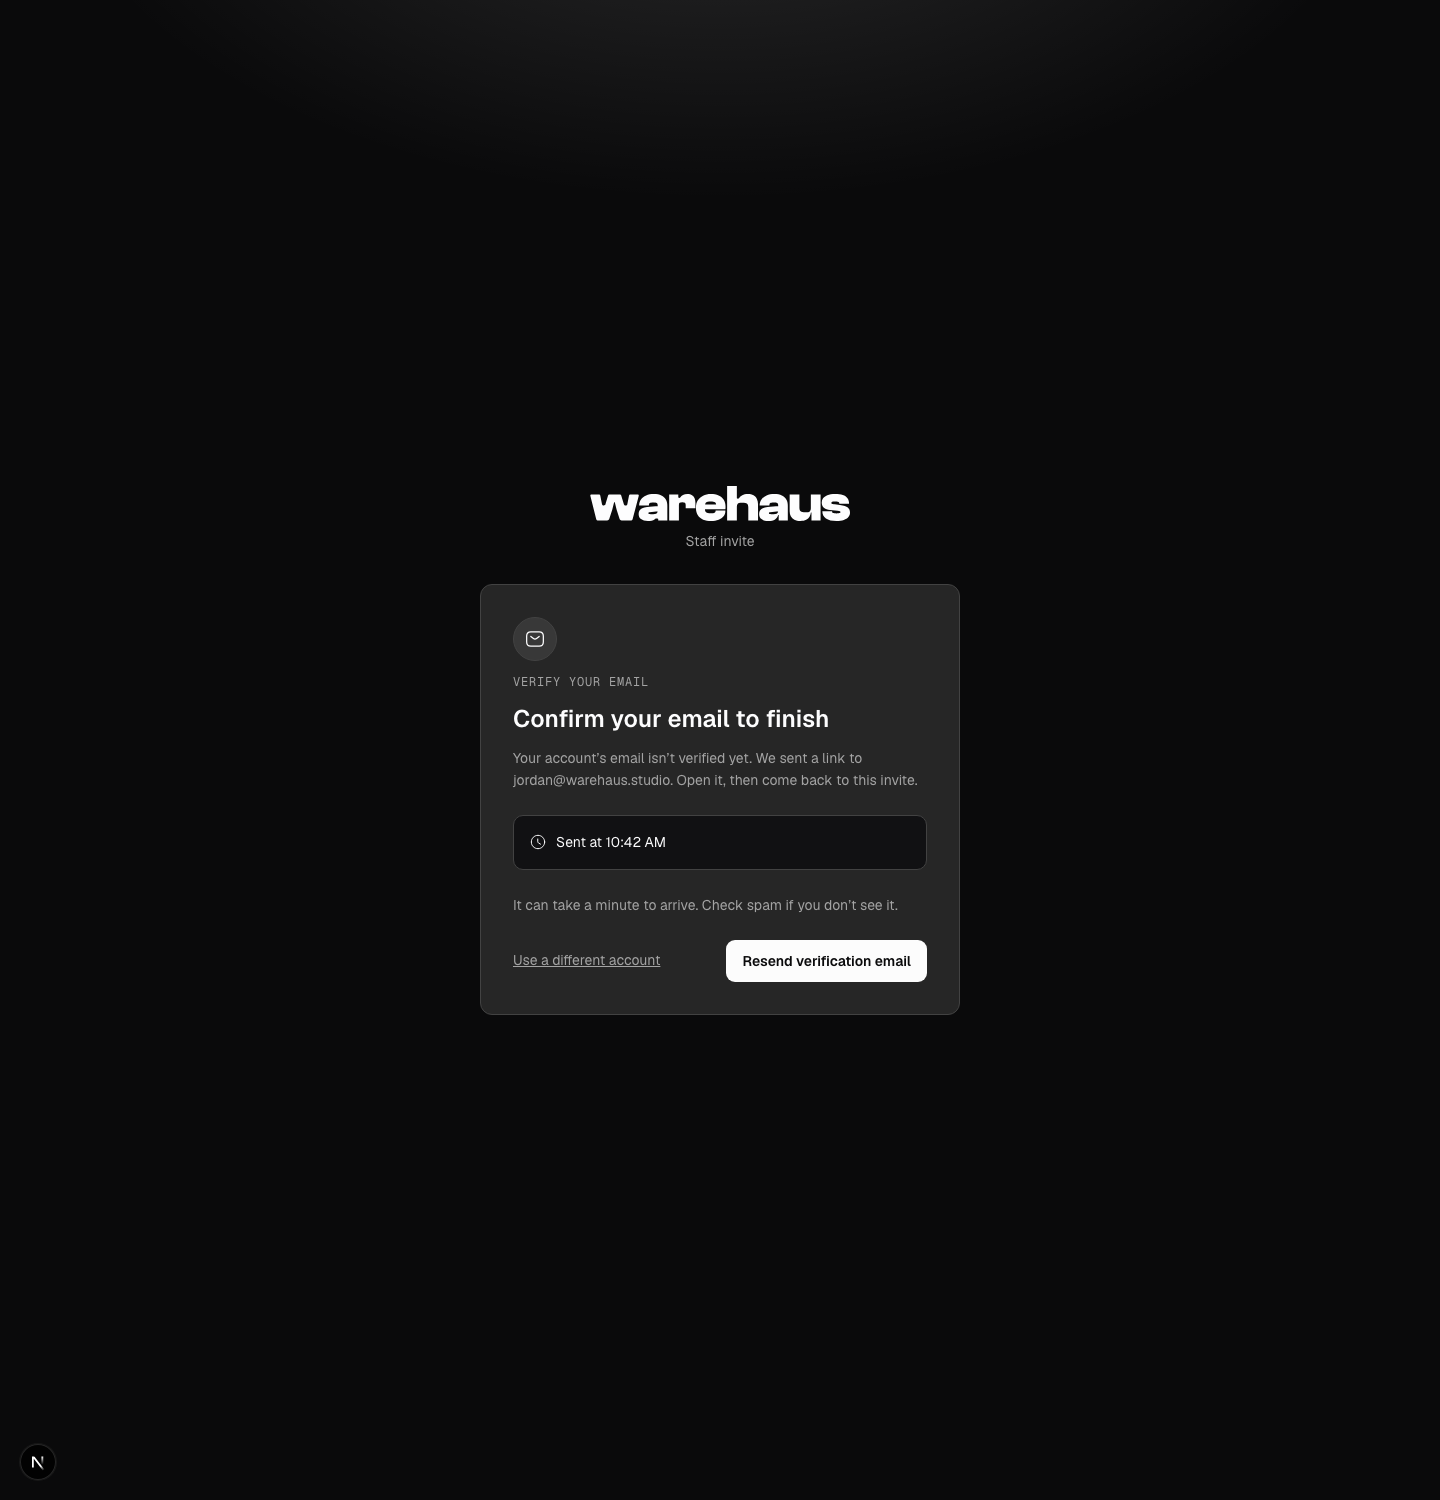 warehaus
Staff invite
VERIFY YOUR EMAIL
Confirm your email to finish
Your account’s email isn’t verified yet. We sent a link to
jordan@warehaus.studio. Open it, then come back to this invite.
Sent at 10:42 AM
It can take a minute to arrive. Check spam if you don’t see it.
Use a different account
Resend verification email
N